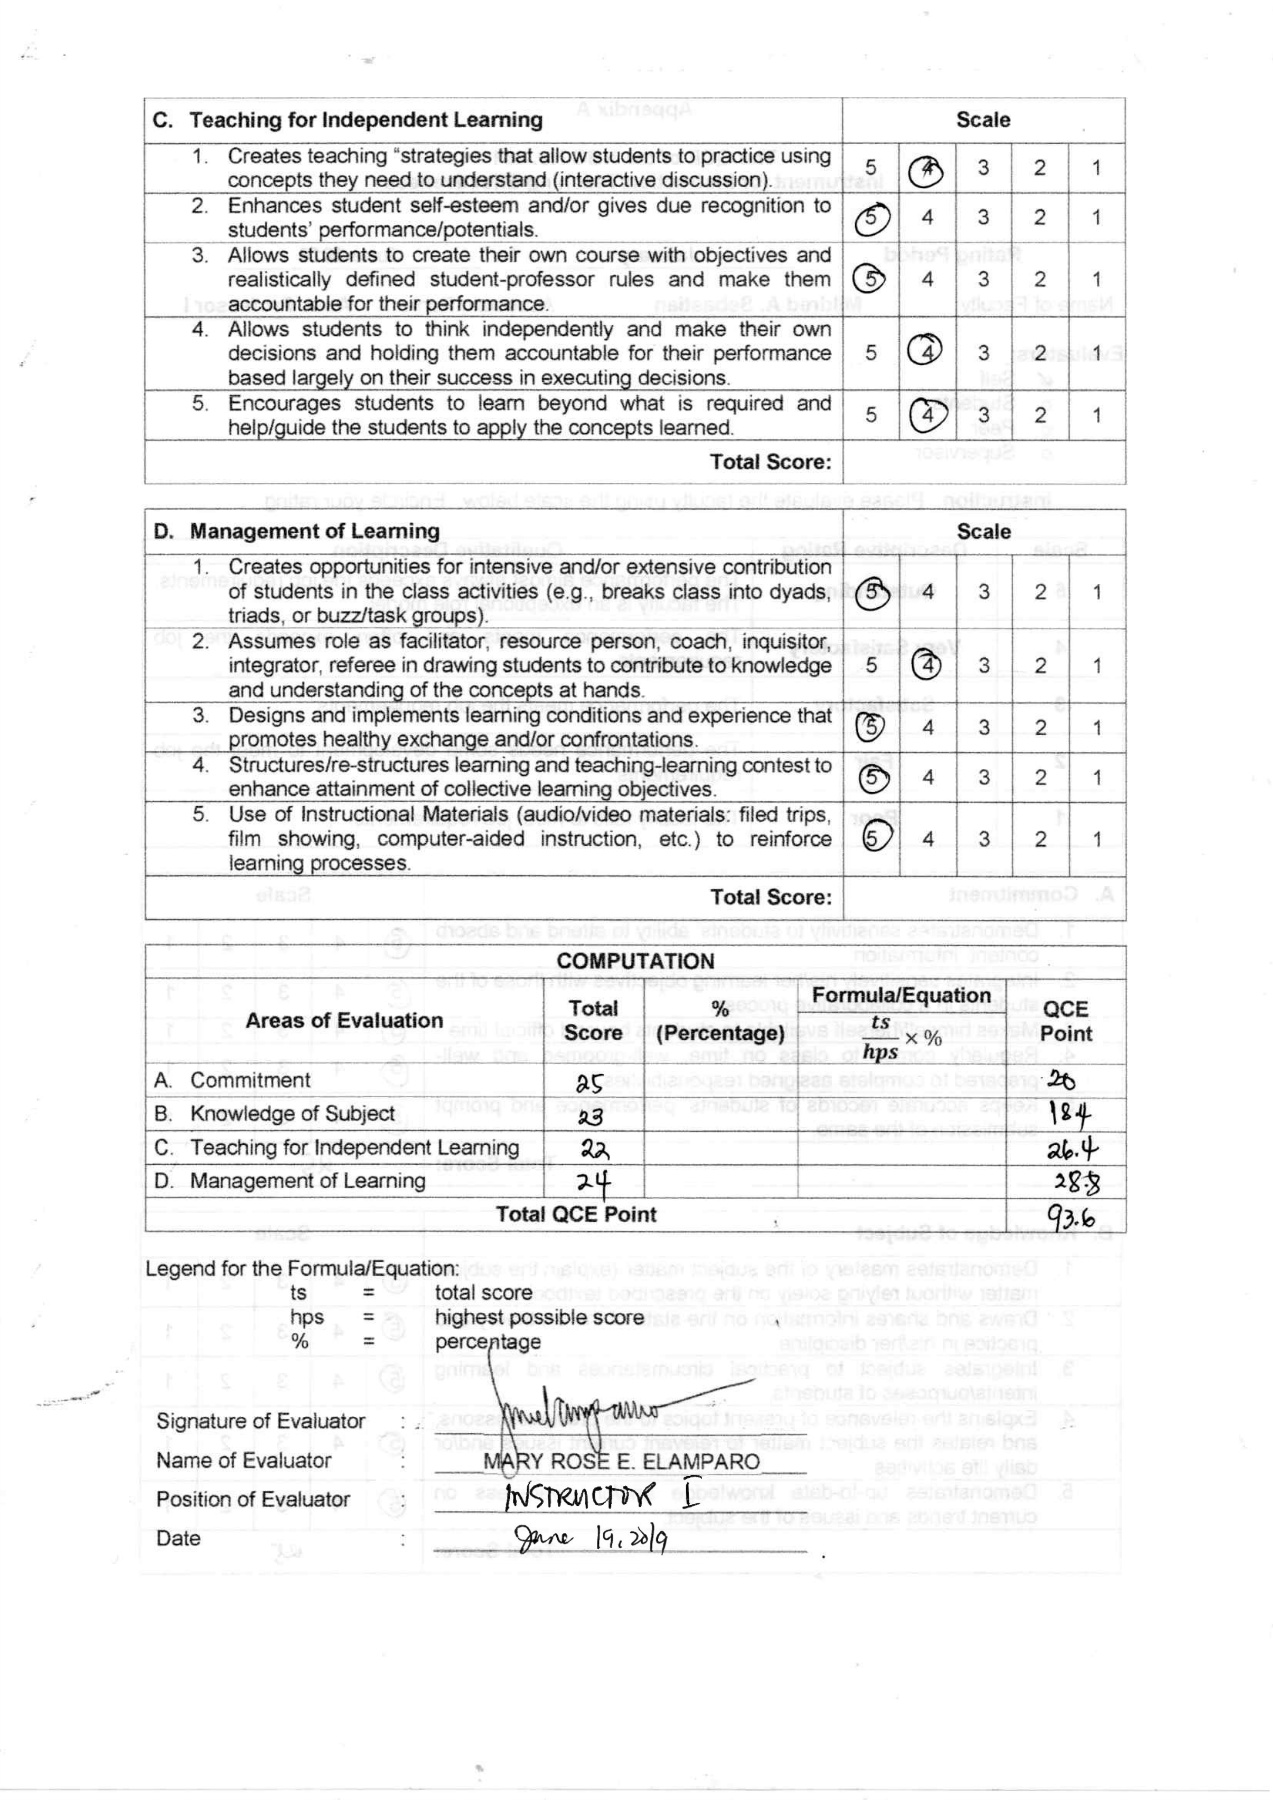 C. Teaching for Independent Learning Scale
1. Creates teaching “strategies that allow students to practice using
concepts they need to understand (interactive discussion). 5 4 3 2 1
2. Enhances student self-esteem and/or gives due recognition to
students’ performance/potentials. 5 4 3 2 1
3. Allows students to create their own course with objectives and
realistically defined student-professor rules and make them 5 4 3 2 1
accountable for their performance.
4. Allows students to think independently and make their own
decisions and holding them accountable for their performance 5 4 3 2 1
based largely on their success in executing decisions.
5. Encourages students to learn beyond what is required and
help/guide the students to apply the concepts learned. 5 4 3 2 1
Total Score:
D. Management of Learning Scale
1. Creates opportunities for intensive and/or extensive contribution
of students in the class activities (e.g., breaks class into dyads, 5 4 3 2 1
triads, or buzz/task groups).
2. Assumes role as facilitator, resource person, coach, inquisitor,
integrator, referee in drawing students to contribute to knowledge 5 4 3 2 1
and understanding of the concepts at hands.
3. Designs and implements learning conditions and experience that
promotes healthy exchange and/or confrontations. 5 4 3 2 1
4. Structures/re-structures learning and teaching-learning contest to
enhance attainment of collective learning objectives. 5 4 3 2 1
5. Use of Instructional Materials (audio/video materials: filed trips,
film showing, computer-aided instruction, etc.) to reinforce 5 4 3 2 1
learning processes.
Total Score:
COMPUTATION
Areas of Evaluation Total Score % (Percentage) Formula/Equation ts/hps × % QCE Point
A. Commitment 25 20
B. Knowledge of Subject 23 18.4
C. Teaching for Independent Learning 22 26.4
D. Management of Learning 24 28.8
Total QCE Point 93.6
Legend for the Formula/Equation:
ts = total score
hps = highest possible score
% = percentage
Signature of Evaluator :
Name of Evaluator : MARY ROSE E. ELAMPARO
Position of Evaluator : INSTRUCTOR I
Date : June 19, 2019